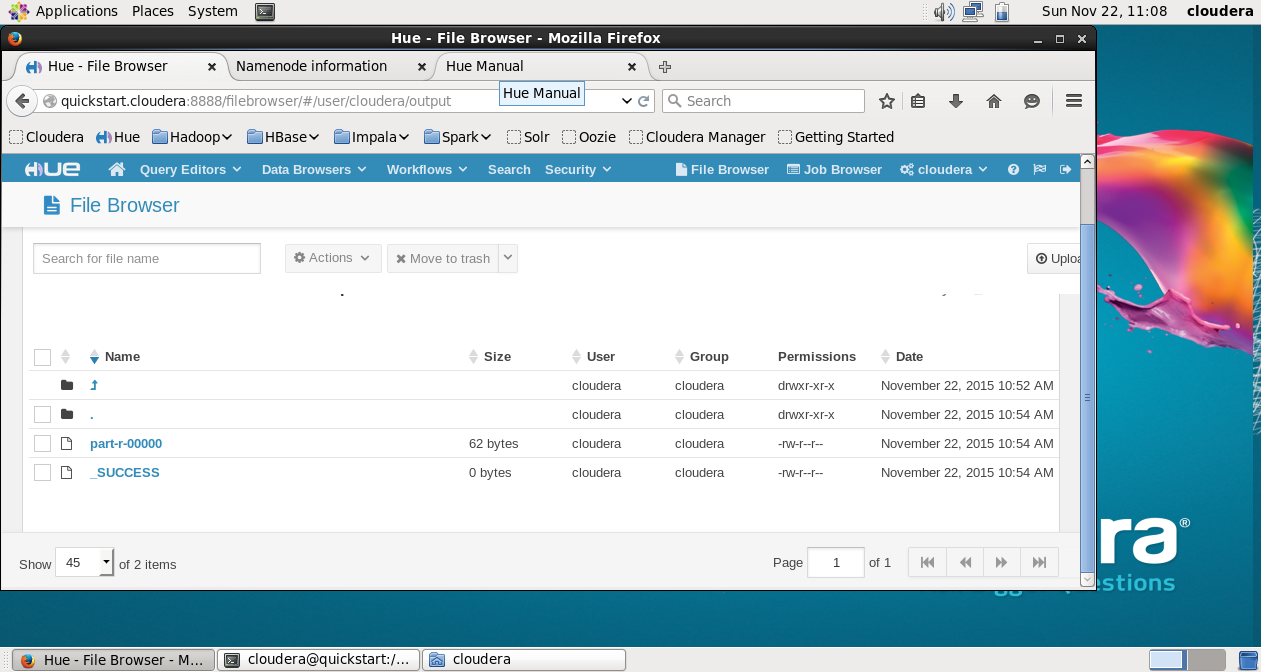 Applications Places System Sun Nov 22, 11:08 cloudera
Hue - File Browser - Mozilla Firefox
Hue - File Browser Namenode information Hue Manual
quickstart.cloudera:8888/filebrowser/#/user/cloudera/output Search
Hue Manual
Cloudera Hue Hadoop HBase Impala Spark Solr Oozie Cloudera Manager Getting Started
HUE Query Editors Data Browsers Workflows Search Security File Browser Job Browser cloudera
File Browser
Search for file name Actions Move to trash Uploa
Name Size User Group Permissions Date
cloudera cloudera drwxr-xr-x November 22, 2015 10:52 AM
. cloudera cloudera drwxr-xr-x November 22, 2015 10:54 AM
part-r-00000 62 bytes cloudera cloudera -rw-r--r-- November 22, 2015 10:54 AM
_SUCCESS 0 bytes cloudera cloudera -rw-r--r-- November 22, 2015 10:54 AM
era®
estions
Show 45 of 2 items Page 1 of 1
Hue - File Browser - M... cloudera@quickstart:/... cloudera